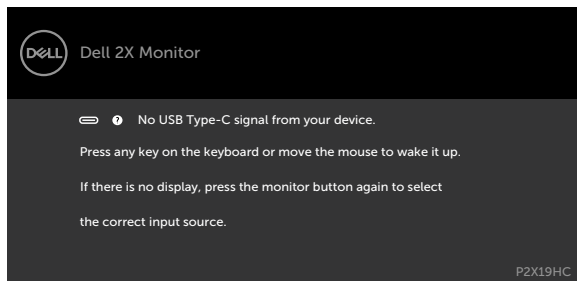 DELL
Dell 2X Monitor
? No USB Type-C signal from your device.
Press any key on the keyboard or move the mouse to wake it up.
If there is no display, press the monitor button again to select
the correct input source.
P2X19HC